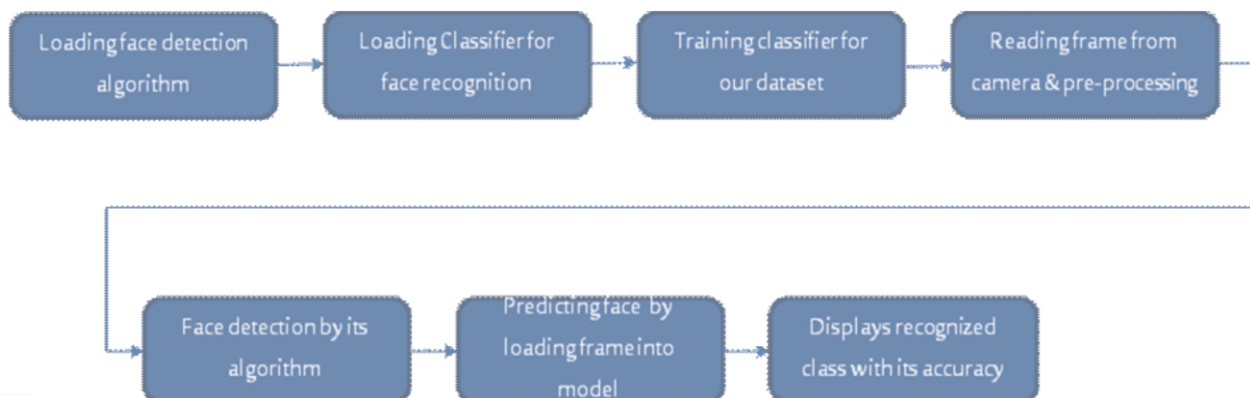 Loading face detection
algorithm
Loading Classifier for
face recognition
Training classifier for
our dataset
Reading frame from
camera & pre-processing
Face detection by its
algorithm
Predicting face by
loading frame into
model
Displays recognized
class with its accuracy